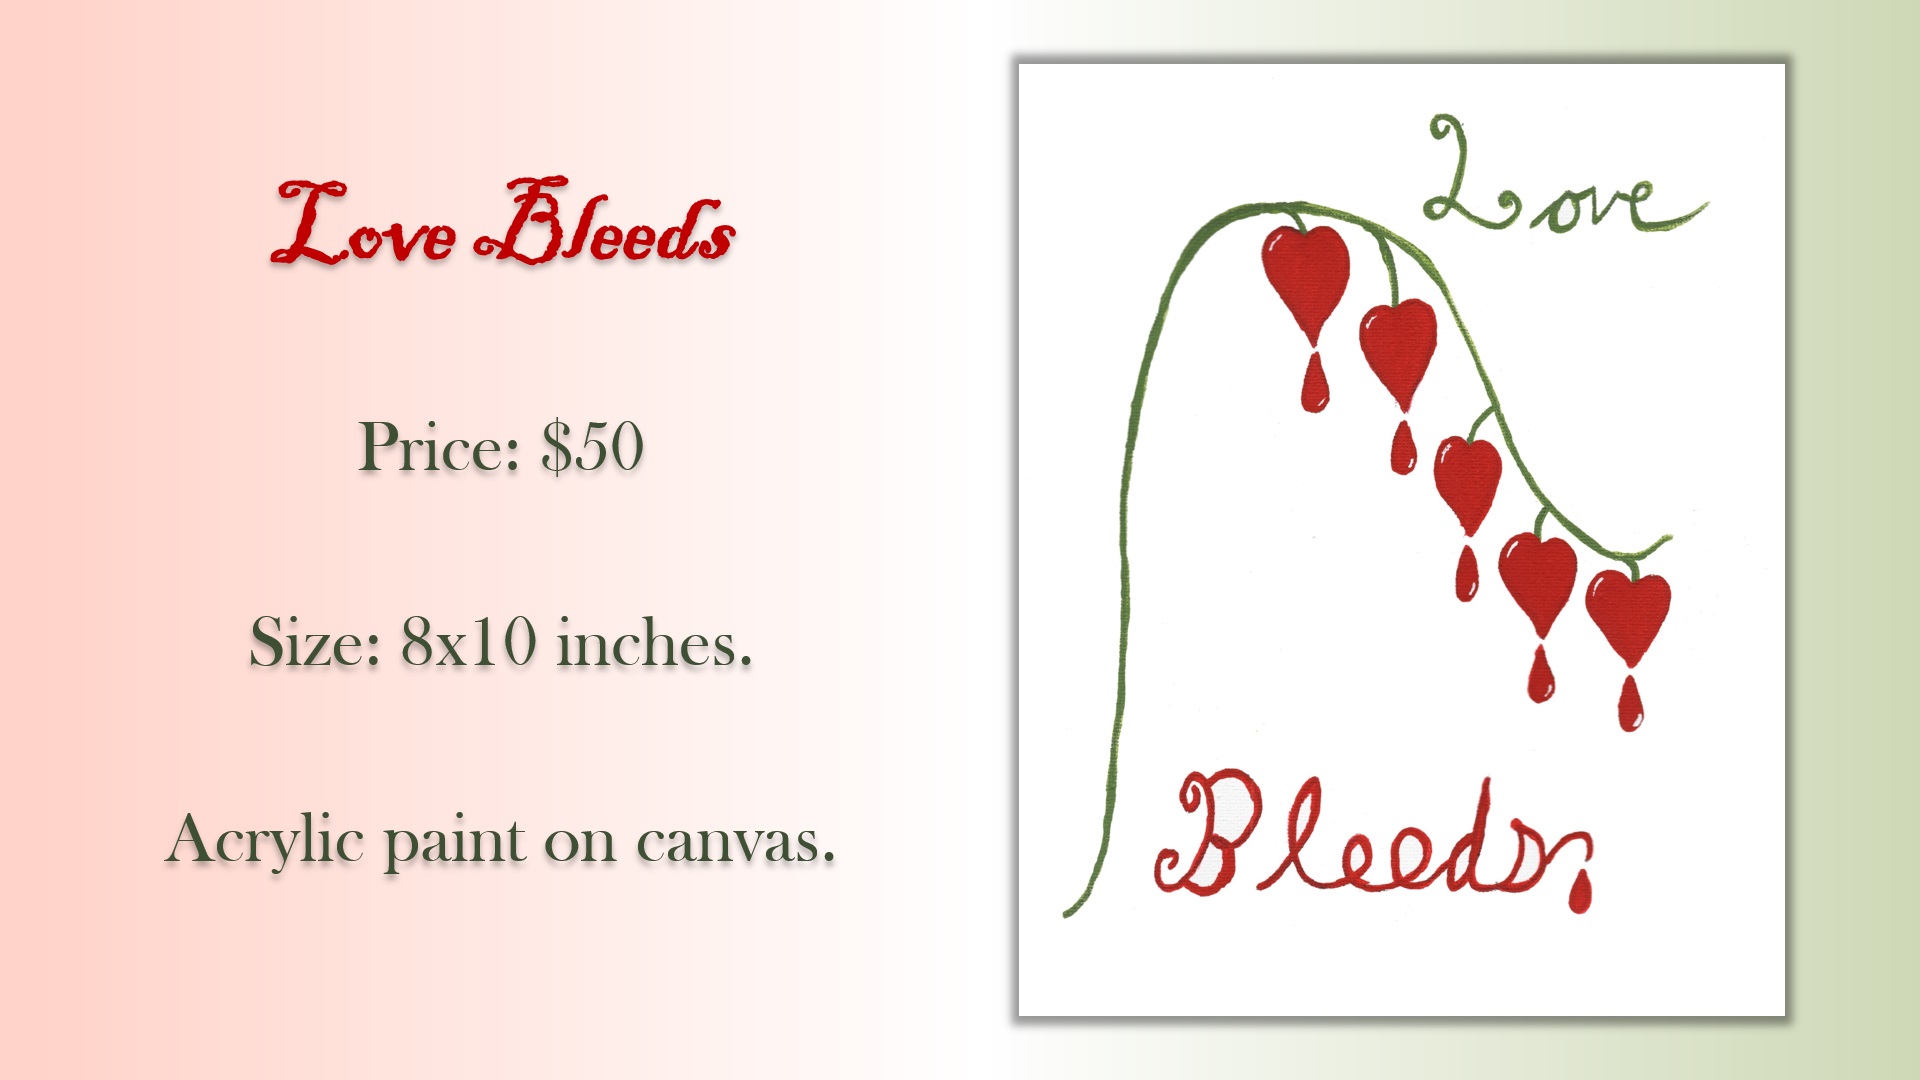 Love Bleeds
Price: $50
Size: 8x10 inches.
Acrylic paint on canvas.
Love
Bleeds